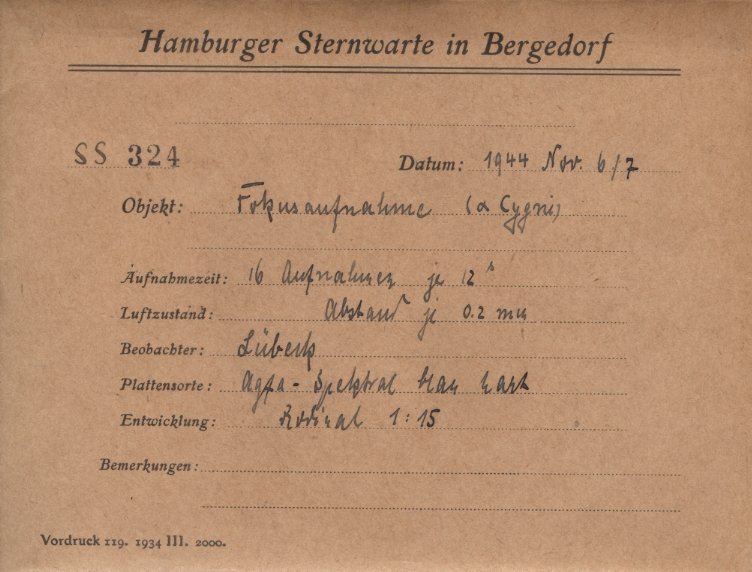 Hamburger Sternwarte in Bergedorf
SS 324
Datum: 1944 Nov. 6/7
Objekt: Fokusaufnahme (α Cygni)
Aufnahmezeit: 16 Aufnahmen je 12 s
Luftzustand: Abstand je 0.2 mm
Beobachter: Lübeck
Plattensorte: Agfa-Spektral blau hart
Entwicklung: Rodinal 1:15
Bemerkungen:
Vordruck 119. 1934 III. 2000.